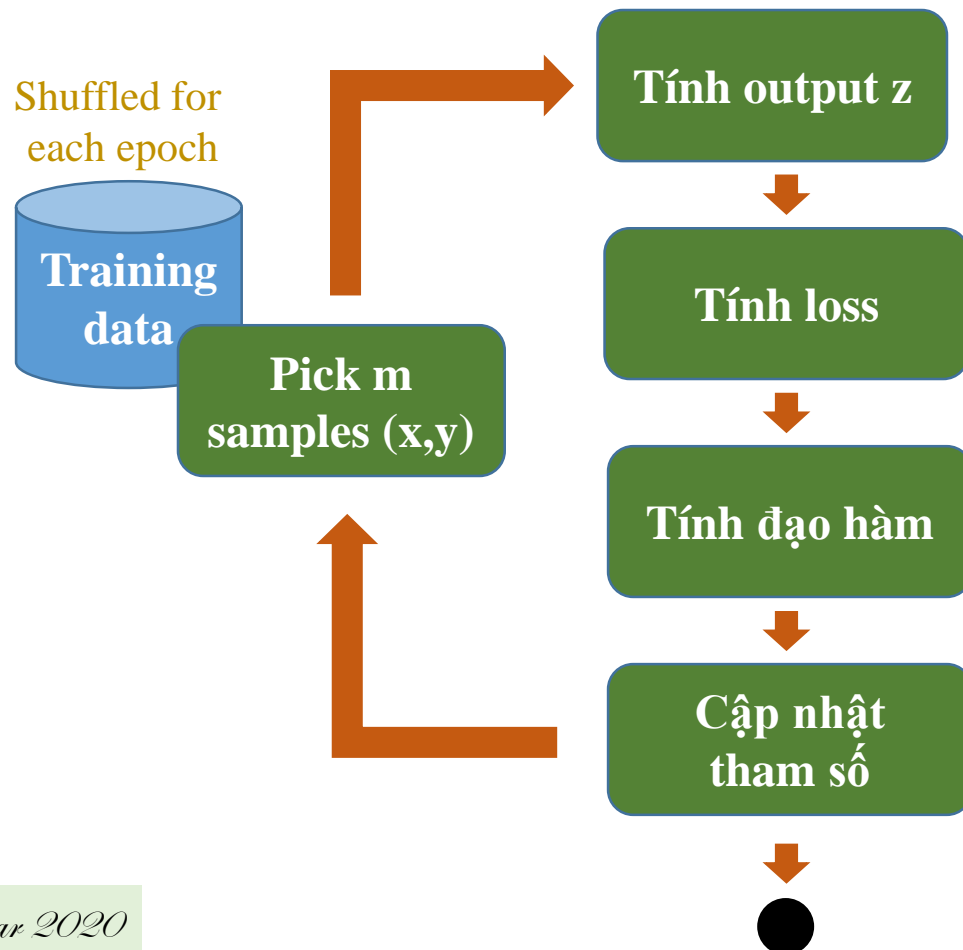 Shuffled for
each epoch
Training
data
Pick m
samples (x,y)
Tính output z
Tính loss
Tính đạo hàm
Cập nhật
tham số
2020